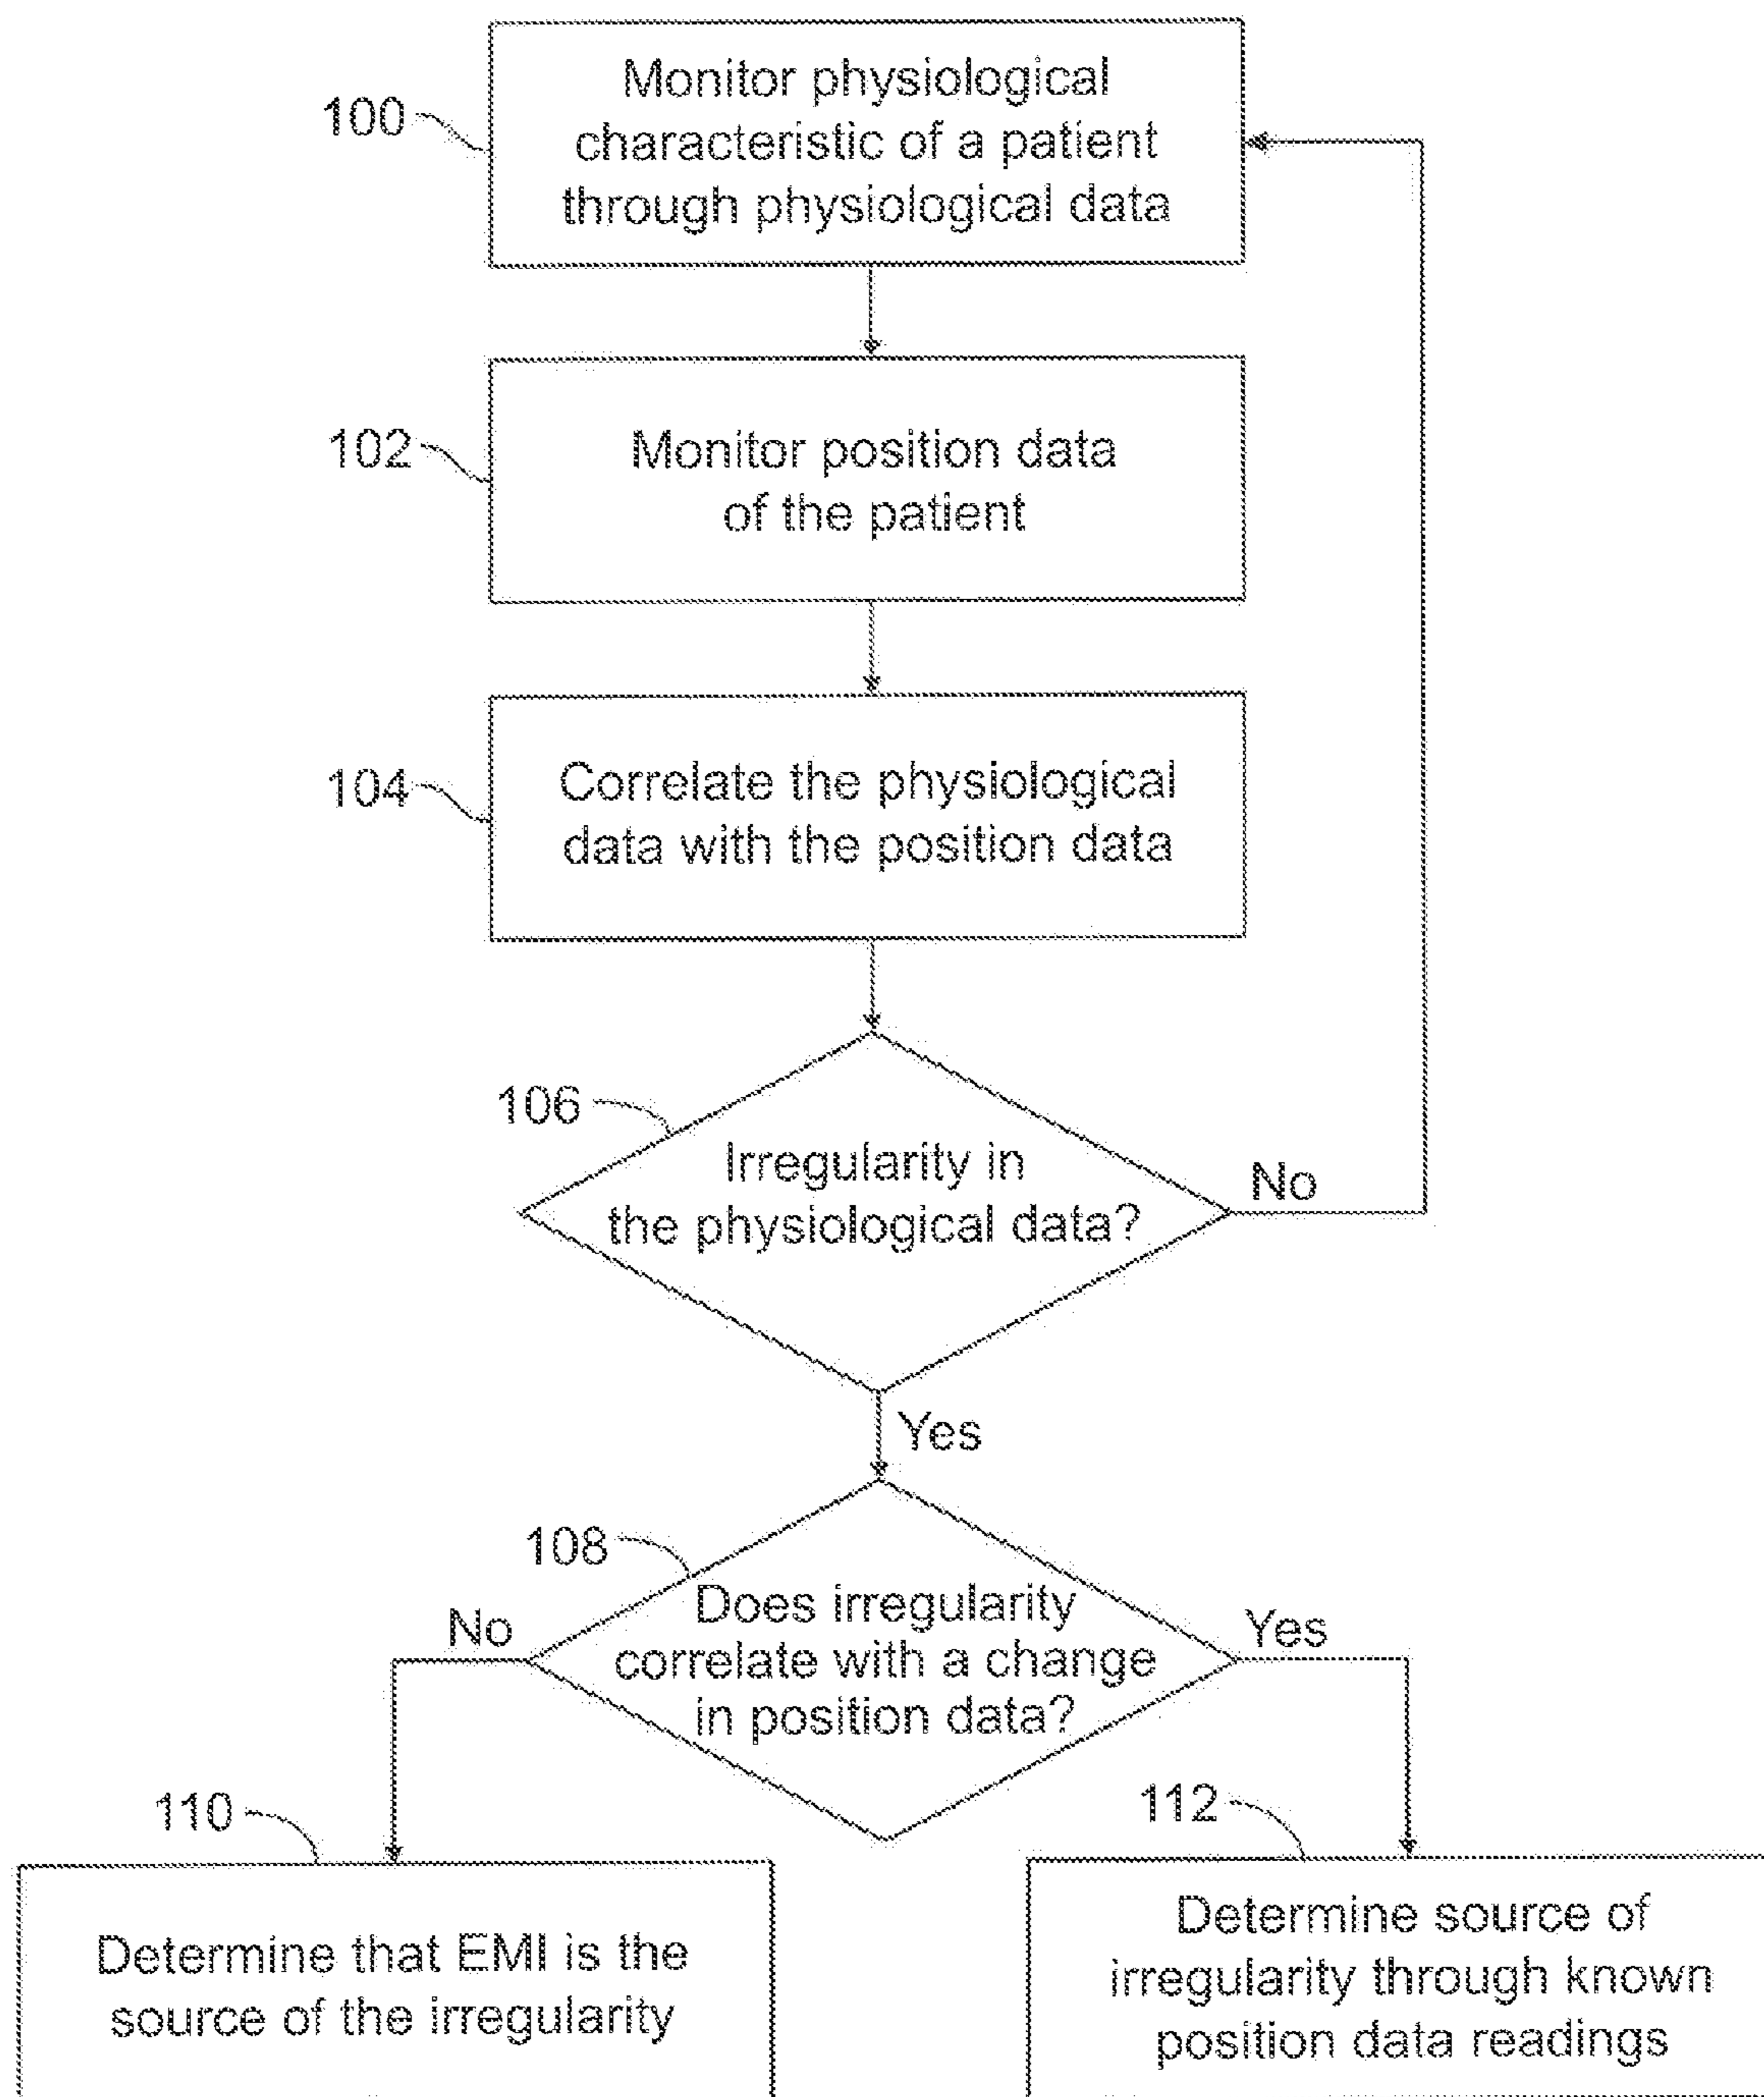 100
Monitor physiological
characteristic of a patient
through physiological data
102
Monitor position data
of the patient
104
Correlate the physiological
data with the position data
106
Irregularity in
the physiological data?
No
Yes
108
Does irregularity
correlate with a change
in position data?
No
Yes
110
Determine that EMI is the
source of the irregularity
112
Determine source of
irregularity through known
position data readings